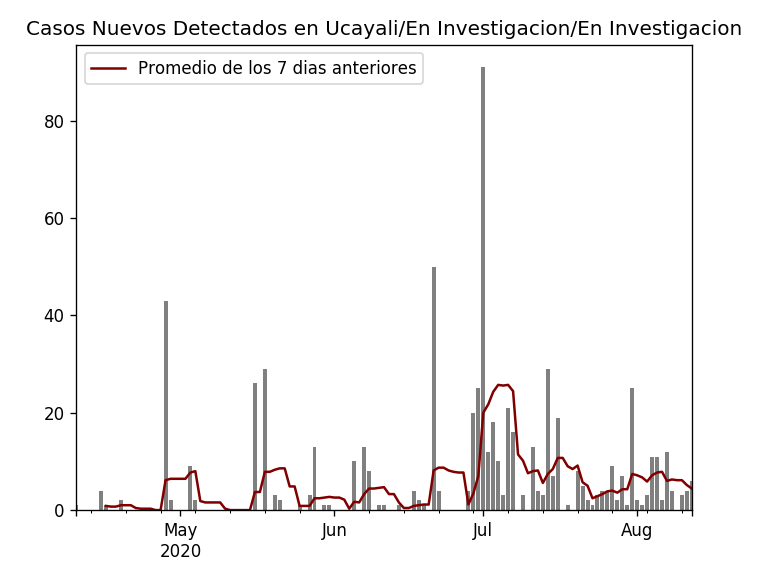 Casos Nuevos Detectados en Ucayali/En Investigacion/En Investigacion
Promedio de los 7 dias anteriores
80
60
40
20
0
May
2020
Jun
Jul
Aug